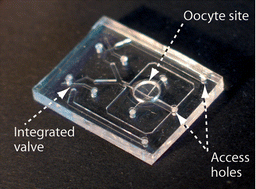 Oocyte site
Integrated
valve
Access
holes